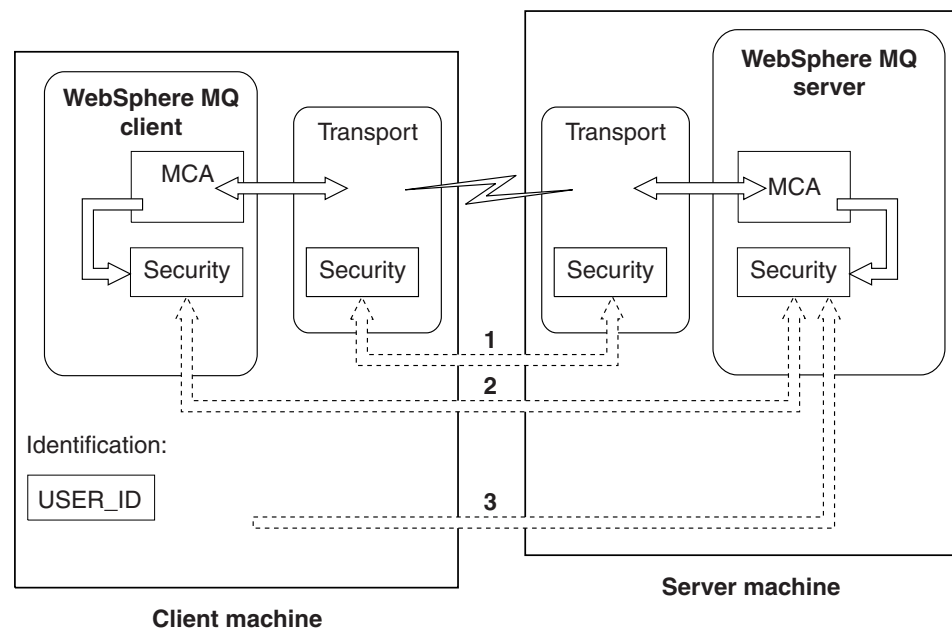 WebSphere MQ
client
Transport
MCA
Security
Security
Transport
WebSphere MQ
server
MCA
Security
Security
1
2
3
Identification:
USER_ID
Client machine
Server machine